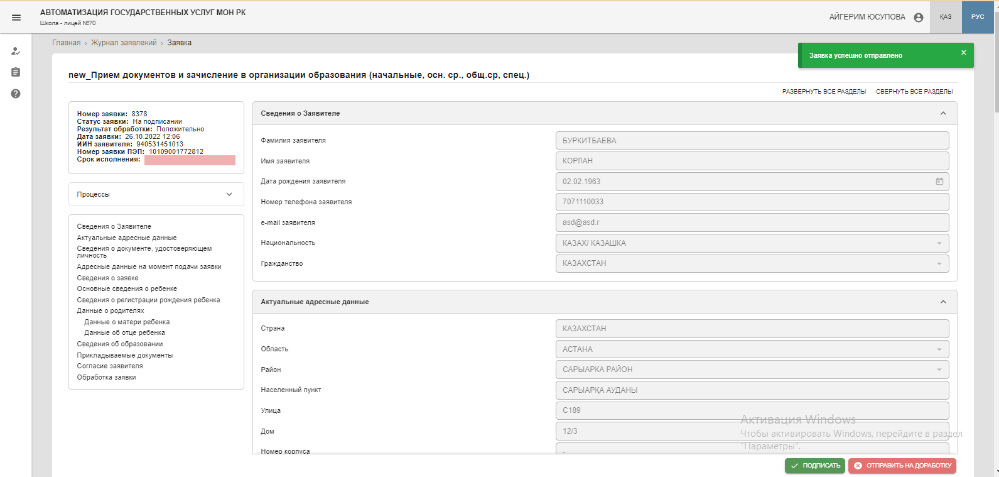 АВТОМАТИЗАЦИЯ ГОСУДАРСТВЕННЫХ УСЛУГ МОН РК
Школа - лицей №70
АЙГЕРИМ ЮСУПОВА
ҚАЗ
РУС
Главная › Журнал заявлений › Заявка
Заявка успешно отправлено
new_Прием документов и зачисление в организации образования (начальные, осн. ср., общ.ср, спец.)
РАЗВЕРНУТЬ ВСЕ РАЗДЕЛЫ СВЕРНУТЬ ВСЕ РАЗДЕЛЫ
Номер заявки: 8378
Статус заявки: На подписании
Результат обработки: Положительно
Дата заявки: 26.10.2022 12:06
ИИН заявителя: 940531451013
Номер заявки ПЭП: 10109001772812
Срок исполнения:
Процессы
Сведения о Заявителе
Актуальные адресные данные
Сведения о документе, удостоверяющем
личность
Адресные данные на момент подачи заявки
Сведения о заявке
Основные сведения о ребенке
Сведения о регистрации рождения ребенка
Данные о родителях
Данные о матери ребенка
Данные об отце ребенка
Сведения об образовании
Прикладываемые документы
Согласие заявителя
Обработка заявки
Сведения о Заявителе
Фамилия заявителя БУРКИТБАЕВА
Имя заявителя КОРЛАН
Дата рождения заявителя 02.02.1963
Номер телефона заявителя 7071110033
e-mail заявителя asd@asd.r
Национальность КАЗАХ/ КАЗАШКА
Гражданство КАЗАХСТАН
Актуальные адресные данные
Страна КАЗАХСТАН
Область АСТАНА
Район САРЫАРКА РАЙОН
Населенный пункт САРЫАРҚА АУДАНЫ
Улица С189
Дом 12/3
Номер корпуса -
Активация Windows
Чтобы активировать Windows, перейдите в раздел
"Параметры".
ПОДПИСАТЬ
ОТПРАВИТЬ НА ДОРАБОТКУ